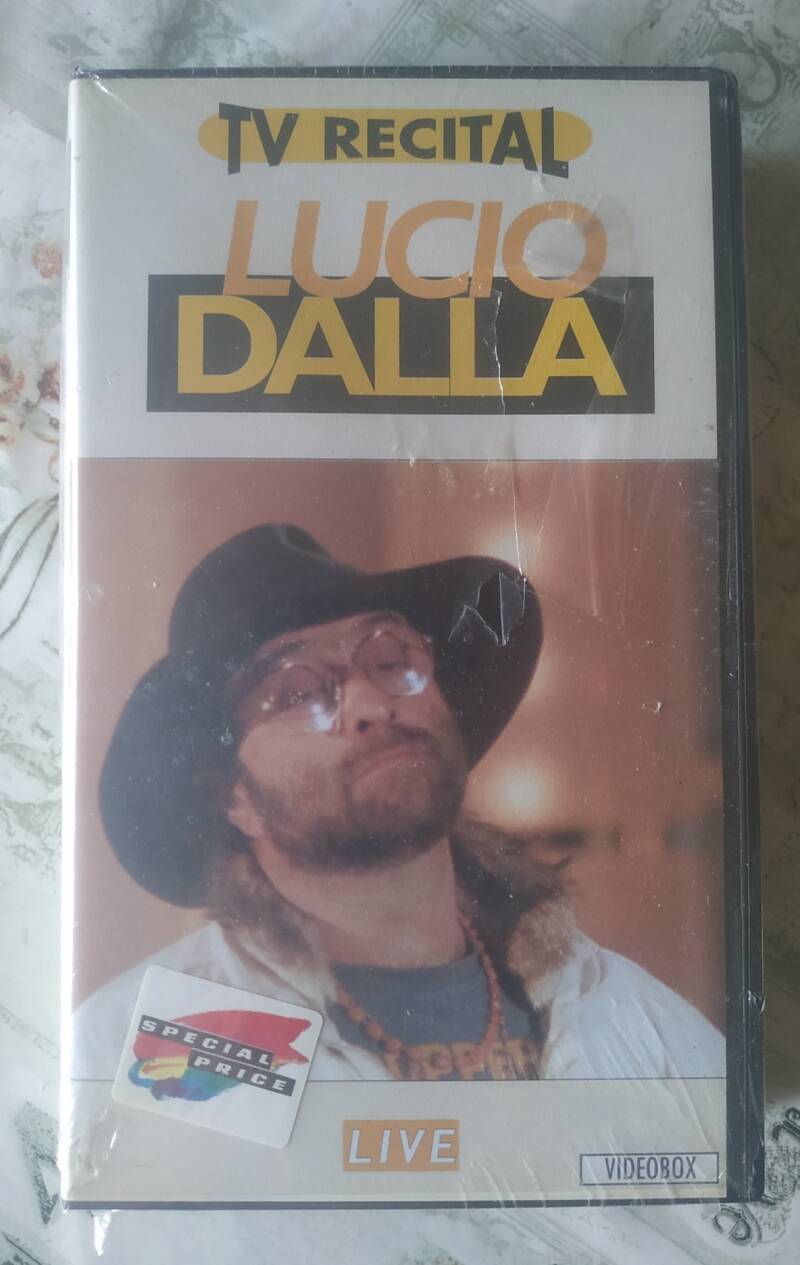 TV RECITAL
LUCIO
DALLA
SPECIAL
PRICE
LIVE
VIDEOBOX